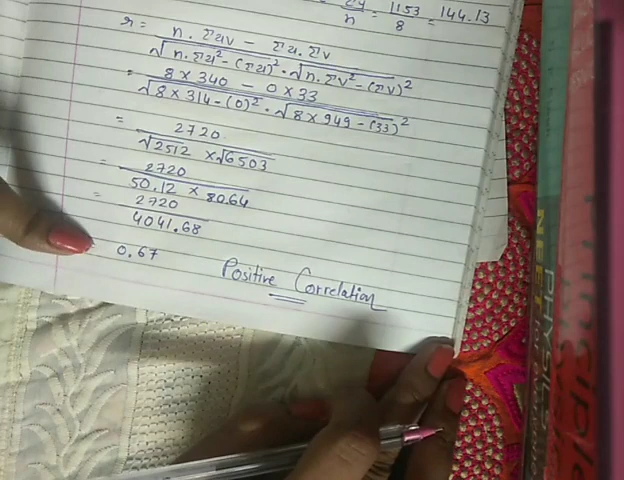 = 1153 = 144.13
n 8
r = n. Σuv - Σu. Σv
√n. Σu² - (Σu)² . √n. Σv² - (Σv)²
= 8 x 340 - 0 x 33
√8 x 314 - (0)² . √8 x 949 - (33)²
= 2720
√2512 x √6503
= 2720
50.12 x 80.64
= 2720
4041.68
= 0.67
Positive Correlation
NEET
PHYSICS